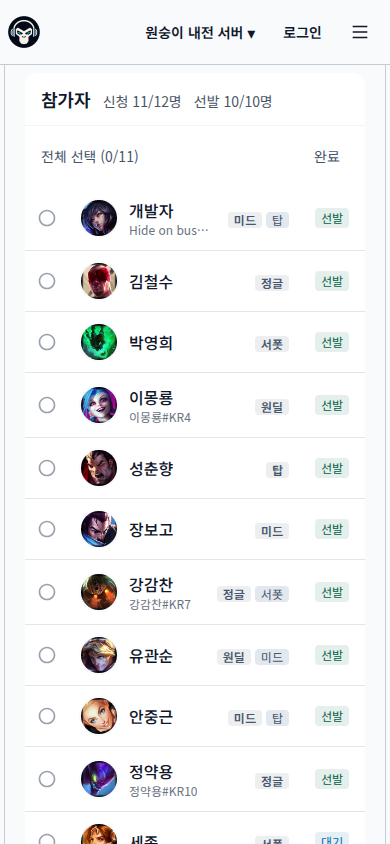 원숭이 내전 서버 ▾ 로그인
참가자 신청 11/12명 선발 10/10명
전체 선택 (0/11) 완료
개발자 미드 탑 선발
Hide on bus…
김철수 정글 선발
박영희 서폿 선발
이몽룡 원딜 선발
이몽룡#KR4
성춘향 탑 선발
장보고 미드 선발
강감찬 정글 서폿 선발
강감찬#KR7
유관순 원딜 미드 선발
안중근 미드 탑 선발
정약용 정글 선발
정약용#KR10
세종 서폿 대기